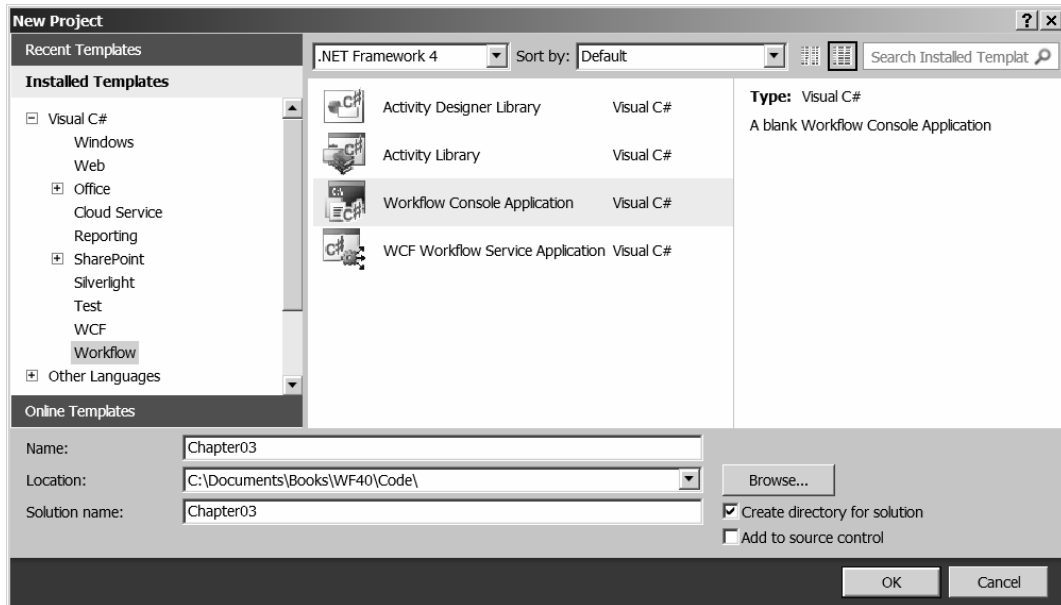 New Project
Recent Templates
Installed Templates
Visual C#
Windows
Web
Office
Cloud Service
Reporting
SharePoint
Silverlight
Test
WCF
Workflow
Other Languages
Online Templates
.NET Framework 4 Sort by: Default Search Installed Templat
Activity Designer Library Visual C#
Activity Library Visual C#
Workflow Console Application Visual C#
WCF Workflow Service Application Visual C#
Type: Visual C#
A blank Workflow Console Application
Name: Chapter03
Location: C:\Documents\Books\WF40\Code\ Browse...
Solution name: Chapter03
Create directory for solution
Add to source control
OK Cancel